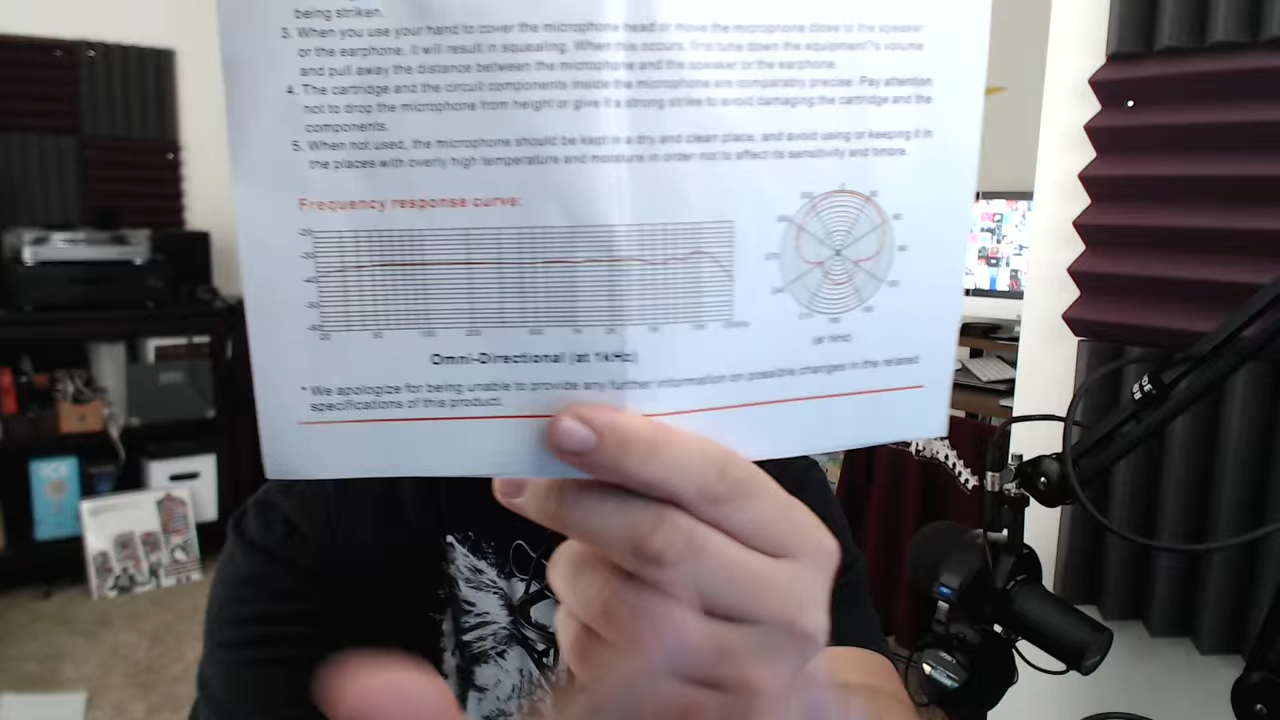 being striken.
3. When you use your hand to cover the microphone head or move the microphone close to the speaker
or the earphone, it will result in squealing. When this occurs, first tune down the equipment?s volume
and pull away the distance between the microphone and the speaker or the earphone.
4. The cartridge and the circuit components inside the microphone are comparably precise. Pay attention
not to drop the microphone from height or give it a strong strike to avoid damaging the cartridge and the
components.
5. When not used, the microphone should be kept in a dry and clean place, and avoid using or keeping it in
the places with overly high temperature and moisture in order not to affect its sensitivity and timbre.
Frequency response curve:
Omni-Directional (at 1kHz)
* We apologize for being unable to provide any further information on possible changes in the related
specifications of this product.